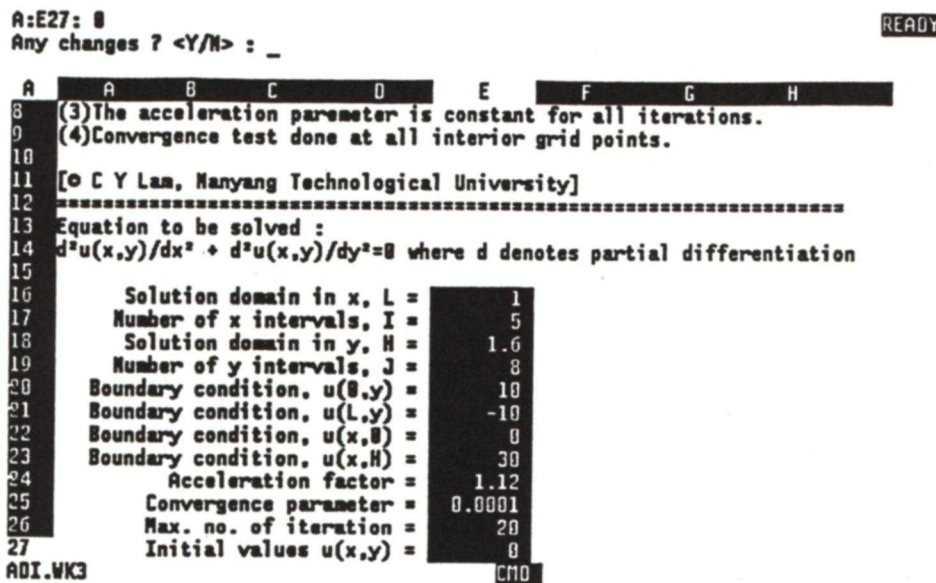 A:E27: 0
READY
Any changes ? <Y/N> : _
A A B C D E F G H
8 (3)The acceleration parameter is constant for all iterations.
9 (4)Convergence test done at all interior grid points.
10
11 [© C Y Lam, Nanyang Technological University]
12 ======================================================================
13 Equation to be solved :
14 d²u(x,y)/dx² + d²u(x,y)/dy²=0 where d denotes partial differentiation
15
16 Solution domain in x, L = 1
17 Number of x intervals, I = 5
18 Solution domain in y, H = 1.6
19 Number of y intervals, J = 8
20 Boundary condition, u(0,y) = 10
21 Boundary condition, u(L,y) = -10
22 Boundary condition, u(x,0) = 0
23 Boundary condition, u(x,H) = 30
24 Acceleration factor = 1.12
25 Convergence parameter = 0.0001
26 Max. no. of iteration = 20
27 Initial values u(x,y) = 0
ADI.WK3
CMD